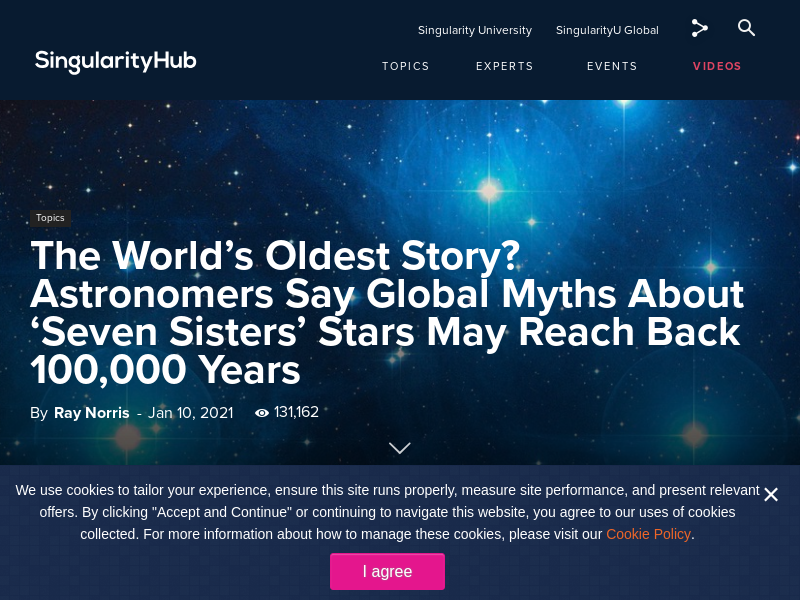 Singularity University
SingularityU Global
SingularityHub
TOPICS
EXPERTS
EVENTS
VIDEOS
Topics
The World’s Oldest Story?
Astronomers Say Global Myths About
‘Seven Sisters’ Stars May Reach Back
100,000 Years
By Ray Norris - Jan 10, 2021 131,162
We use cookies to tailor your experience, ensure this site runs properly, measure site performance, and present relevant
offers. By clicking "Accept and Continue" or continuing to navigate this website, you agree to our uses of cookies
collected. For more information about how to manage these cookies, please visit our Cookie Policy.
I agree